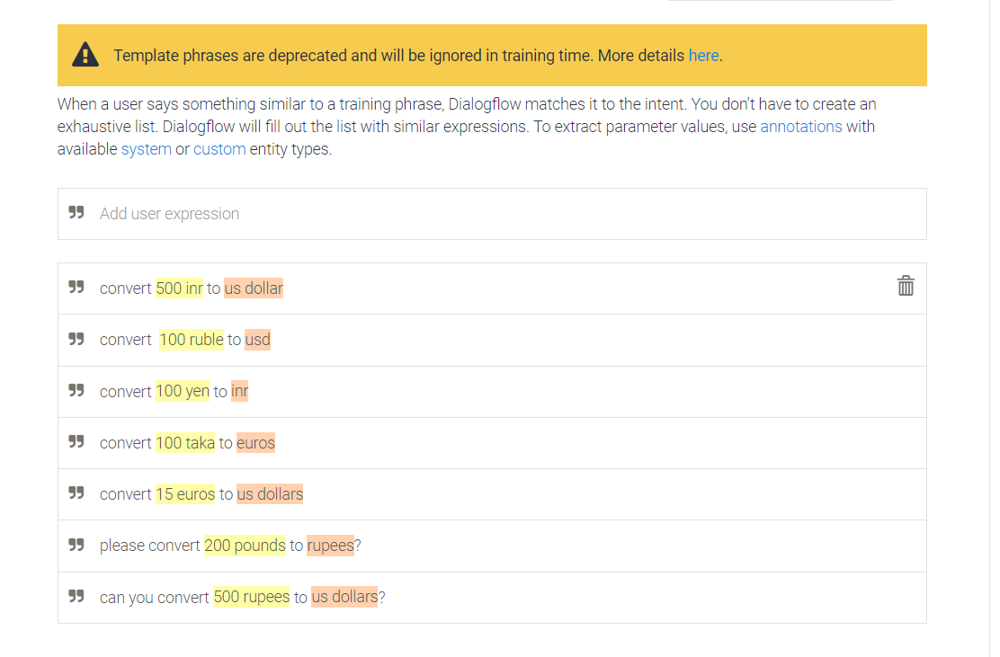 Template phrases are deprecated and will be ignored in training time. More details here.
When a user says something similar to a training phrase, Dialogflow matches it to the intent. You don’t have to create an
exhaustive list. Dialogflow will fill out the list with similar expressions. To extract parameter values, use annotations with
available system or custom entity types.
Add user expression
convert 500 inr to us dollar
convert 100 ruble to usd
convert 100 yen to inr
convert 100 taka to euros
convert 15 euros to us dollars
please convert 200 pounds to rupees?
can you convert 500 rupees to us dollars?